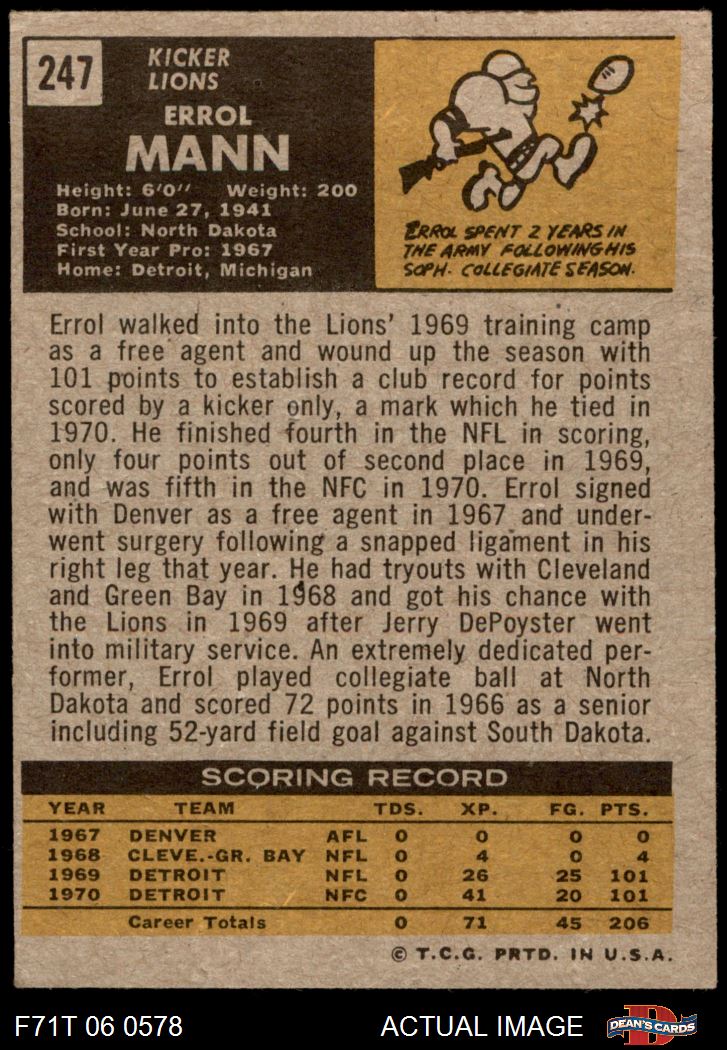 247
KICKER
LIONS
ERROL
MANN
Height: 6'0" Weight: 200
Born: June 27, 1941
School: North Dakota
First Year Pro: 1967
Home: Detroit, Michigan
ERROL SPENT 2 YEARS IN
THE ARMY FOLLOWING HIS
SOPH. COLLEGIATE SEASON.
Errol walked into the Lions' 1969 training camp
as a free agent and wound up the season with
101 points to establish a club record for points
scored by a kicker only, a mark which he tied in
1970. He finished fourth in the NFL in scoring,
only four points out of second place in 1969,
and was fifth in the NFC in 1970. Errol signed
with Denver as a free agent in 1967 and under-
went surgery following a snapped ligament in his
right leg that year. He had tryouts with Cleveland
and Green Bay in 1968 and got his chance with
the Lions in 1969 after Jerry DePoyster went
into military service. An extremely dedicated per-
former, Errol played collegiate ball at North
Dakota and scored 72 points in 1966 as a senior
including 52-yard field goal against South Dakota.
SCORING RECORD
YEAR TEAM TDS. XP. FG. PTS.
1967 DENVER AFL 0 0 0 0
1968 CLEVE.-GR. BAY NFL 0 4 0 4
1969 DETROIT NFL 0 26 25 101
1970 DETROIT NFC 0 41 20 101
Career Totals 0 71 45 206
© T.C.G. PRTD. IN U.S.A.
F71T 06 0578 ACTUAL IMAGE D DEAN'S CARDS